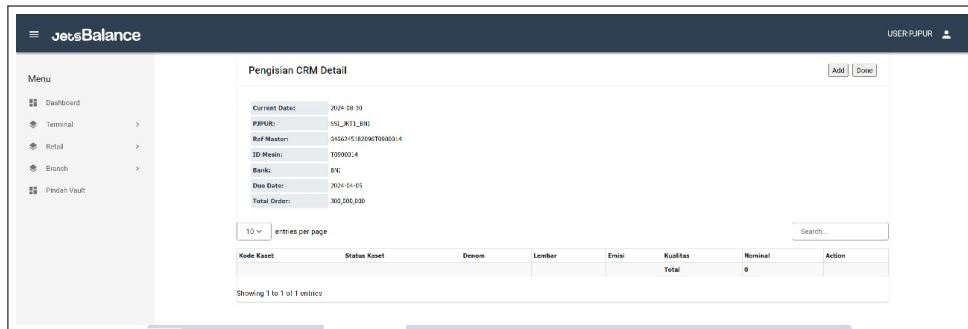 JetsBalance
USER:PJPUR
Menu
Dashboard
Terminal
Retail
Branch
Pindah Vault
Pengisian CRM Detail
Add Done
Current Date: 2024-08-30
PJPUR: SSI_JKT1_BNI
Ref Master:
ID Mesin: T0990014
Bank: BNI
Due Date: 2024-04-05
Total Order: 300,000,000
10 entries per page
Search...
Kode Kaset Status Kaset Denom Lembar Emisi Kualitas Nominal Action
Total 0
Showing 1 to 1 of 1 entries